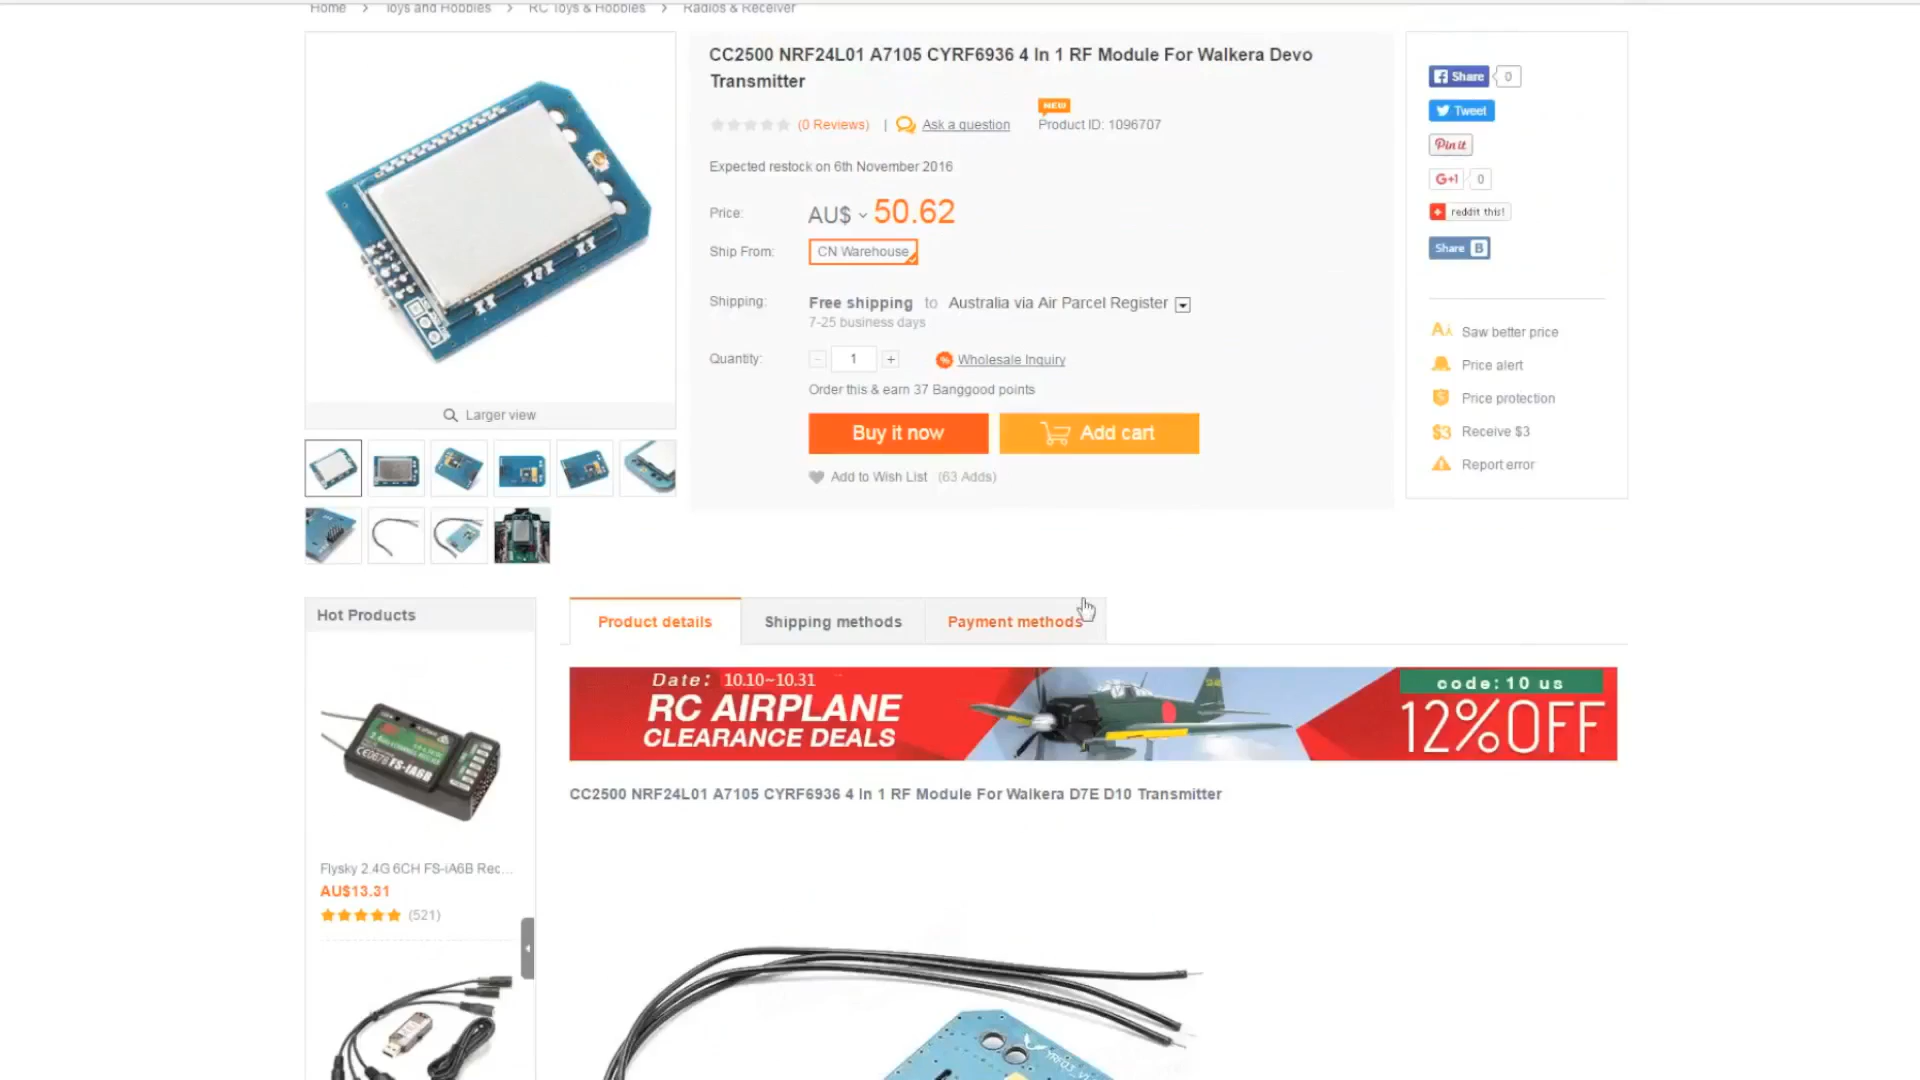 Home > Toys and Hobbies > RC Toys & Hobbies > Radios & Receiver
CC2500 NRF24L01 A7105 CYRF6936 4 In 1 RF Module For Walkera Devo
Transmitter
NEW
(0 Reviews) | Ask a question Product ID: 1096707
Expected restock on 6th November 2016
Price: AU$ 50.62
Ship From: CN Warehouse
Shipping: Free shipping to Australia via Air Parcel Register
7-25 business days
Quantity: - 1 + Wholesale Inquiry
Order this & earn 37 Banggood points
Buy it now Add cart
Add to Wish List (63 Adds)
Larger view
Share 0
Tweet
Pin it
G+1 0
reddit this!
Share B
Saw better price
Price alert
Price protection
$3 Receive $3
Report error
Hot Products
FS-iA6B
Flysky 2.4G 6CH FS-iA6B Rec...
AU$13.31
(521)
Product details Shipping methods Payment methods
Date: 10.10~10.31
RC AIRPLANE
CLEARANCE DEALS
code:10 us
12%OFF
CC2500 NRF24L01 A7105 CYRF6936 4 In 1 RF Module For Walkera D7E D10 Transmitter